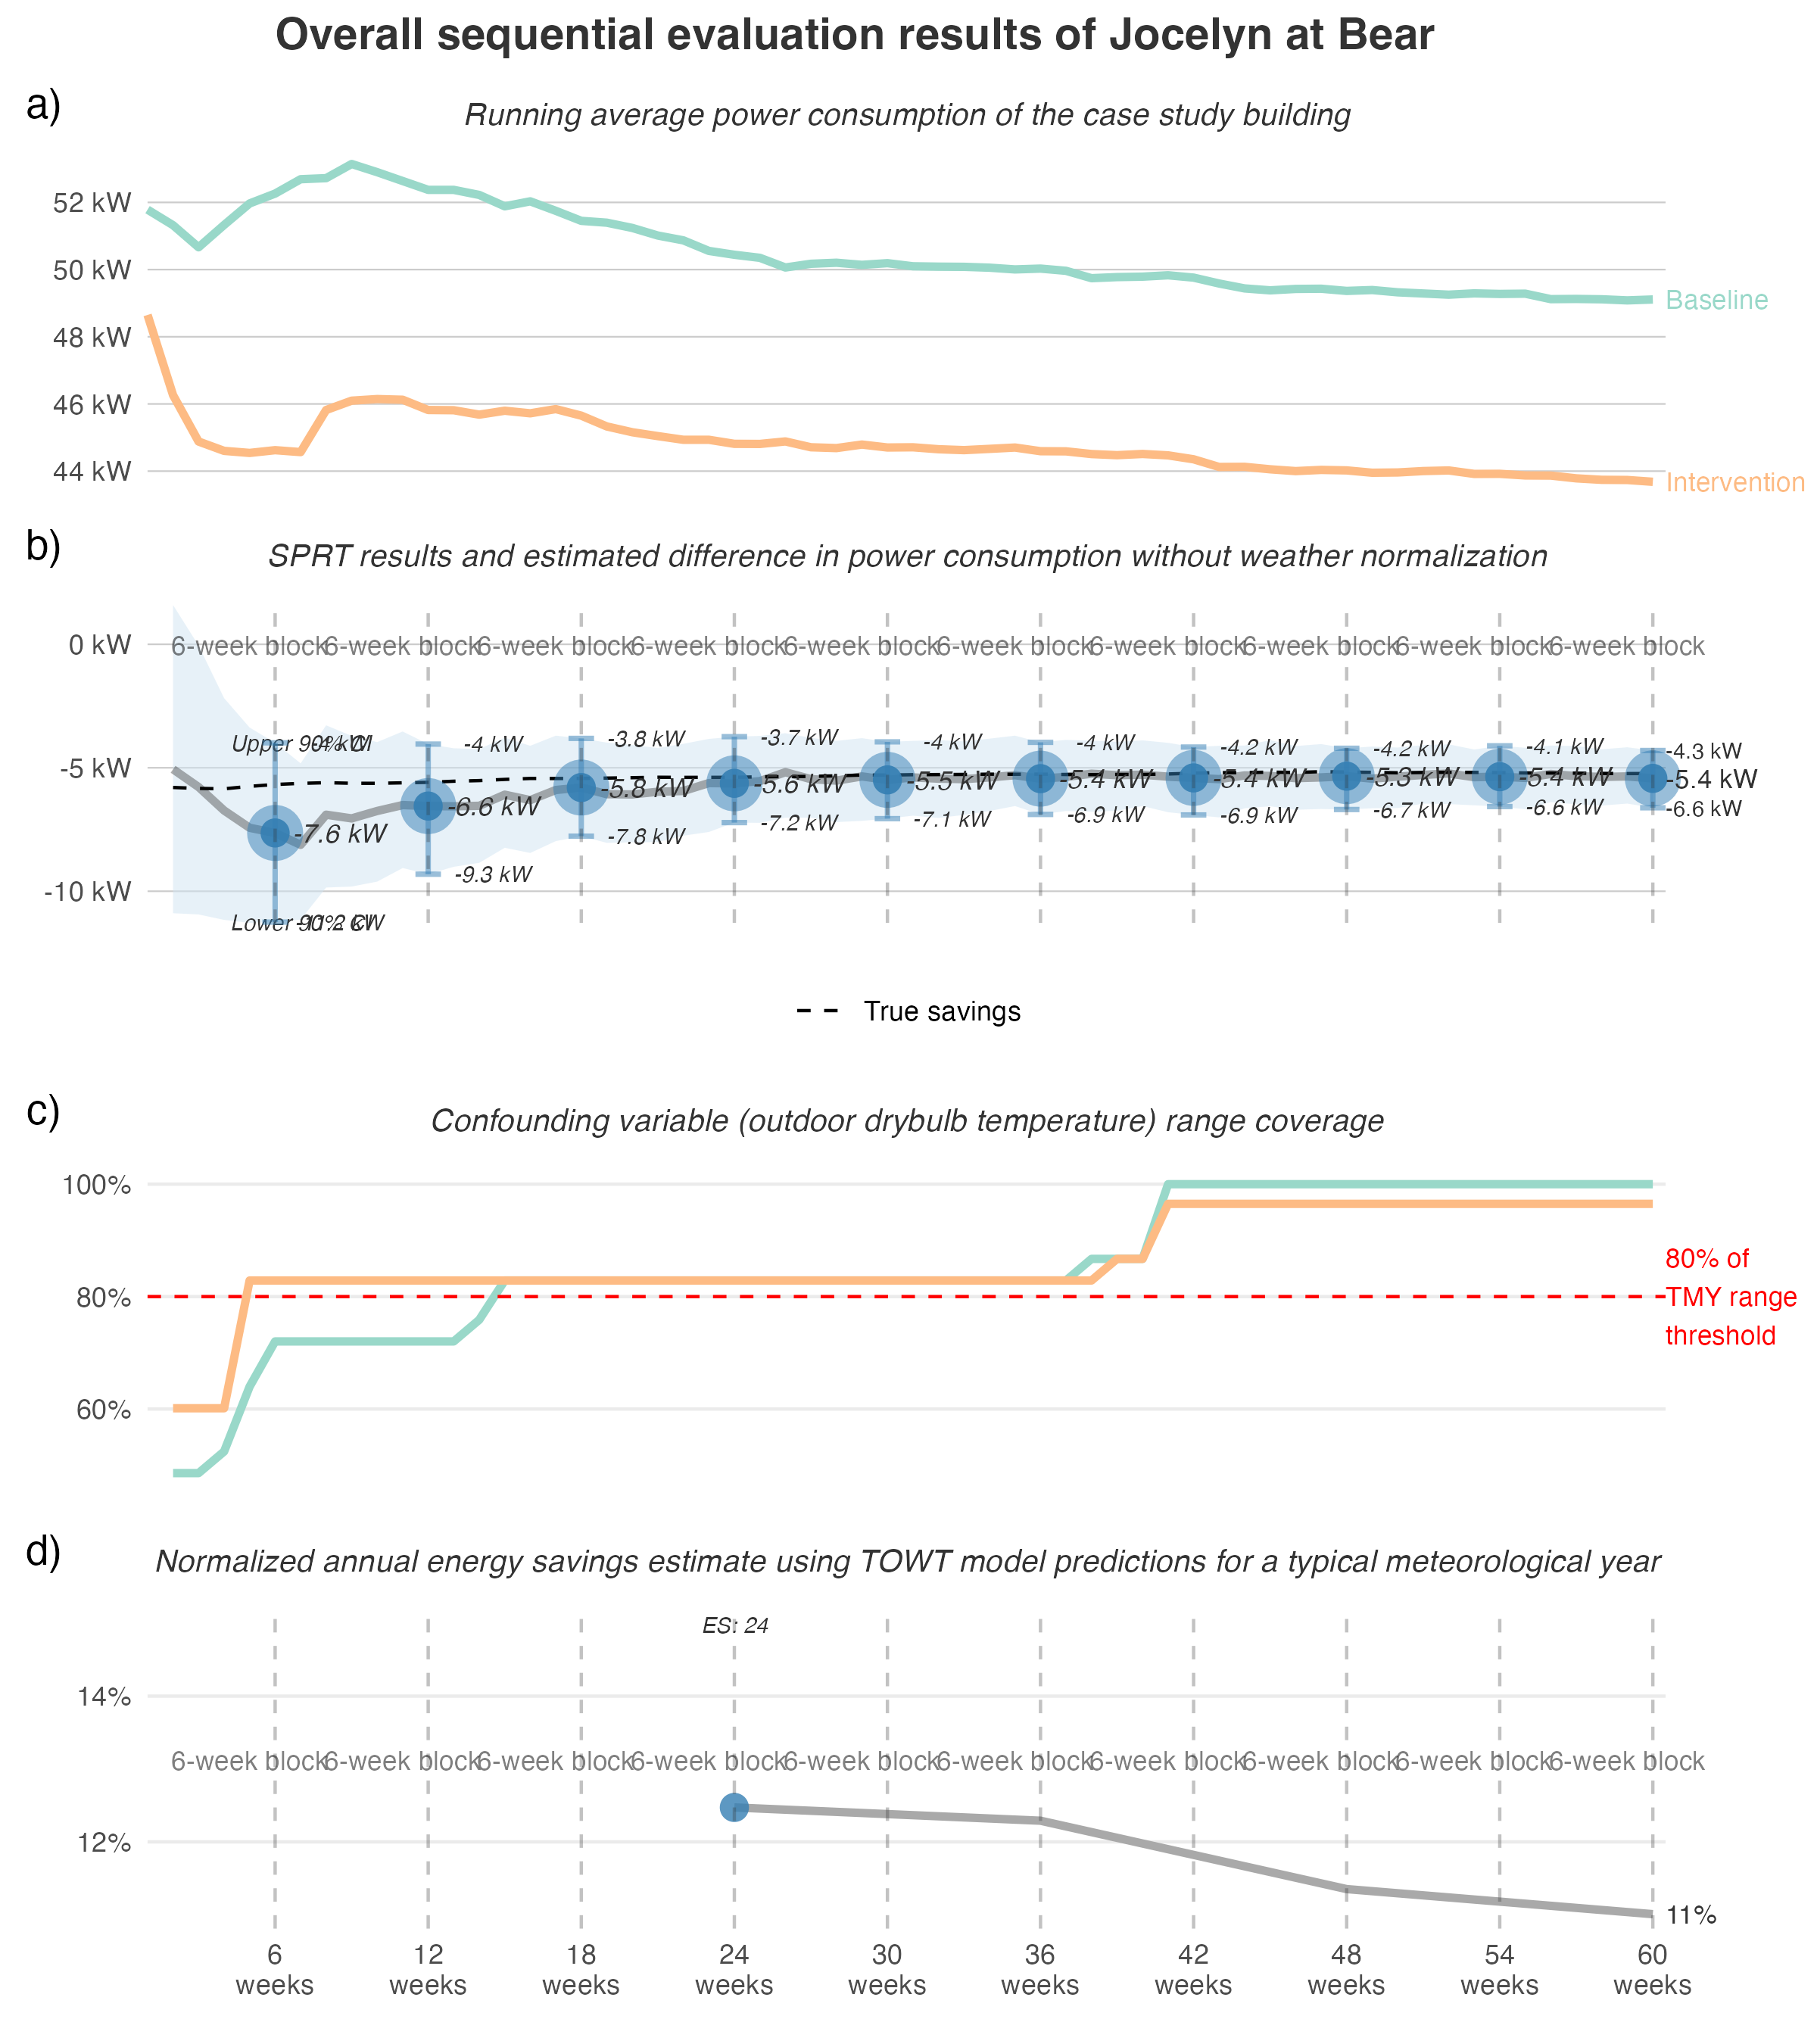 Overall sequential evaluation results of Jocelyn at Bear
a)
Running average power consumption of the case study building
52 kW
50 kW
48 kW
46 kW
44 kW
Baseline
Intervention
b)
SPRT results and estimated difference in power consumption without weather normalization
0 kW
-5 kW
-10 kW
6-week block 6-week block 6-week block 6-week block 6-week block 6-week block 6-week block 6-week block 6-week block 6-week block
Upper 90% CI -4 kW -4 kW -3.8 kW -3.7 kW -4 kW -4 kW -4.2 kW -4.2 kW -4.1 kW -4.3 kW
-7.6 kW -6.6 kW -5.8 kW -5.6 kW -5.5 kW -5.4 kW -5.4 kW -5.3 kW -5.4 kW -5.4 kW
Lower 90% CI -11.2 kW -9.3 kW -7.8 kW -7.2 kW -7.1 kW -6.9 kW -6.9 kW -6.7 kW -6.6 kW -6.6 kW
True savings
c)
Confounding variable (outdoor drybulb temperature) range coverage
100%
80%
60%
80% of
TMY range
threshold
d)
Normalized annual energy savings estimate using TOWT model predictions for a typical meteorological year
ES: 24
14%
6-week block 6-week block 6-week block 6-week block 6-week block 6-week block 6-week block 6-week block 6-week block 6-week block
12%
11%
6 12 18 24 30 36 42 48 54 60
weeks weeks weeks weeks weeks weeks weeks weeks weeks weeks